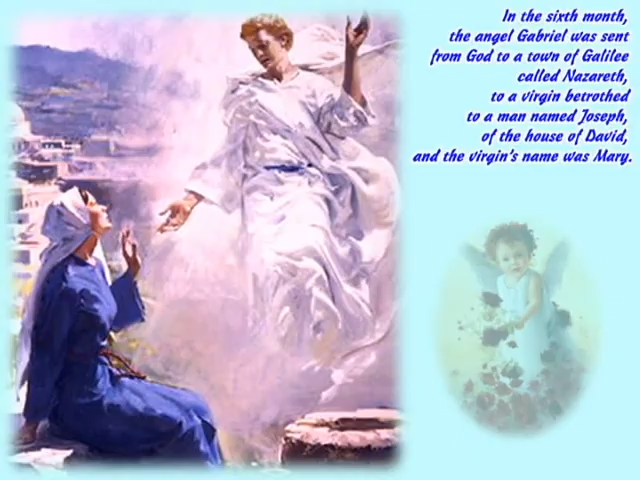 In the sixth month,
the angel Gabriel was sent
from God to a town of Galilee
called Nazareth,
to a virgin betrothed
to a man named Joseph,
of the house of David,
and the virgin's name was Mary.